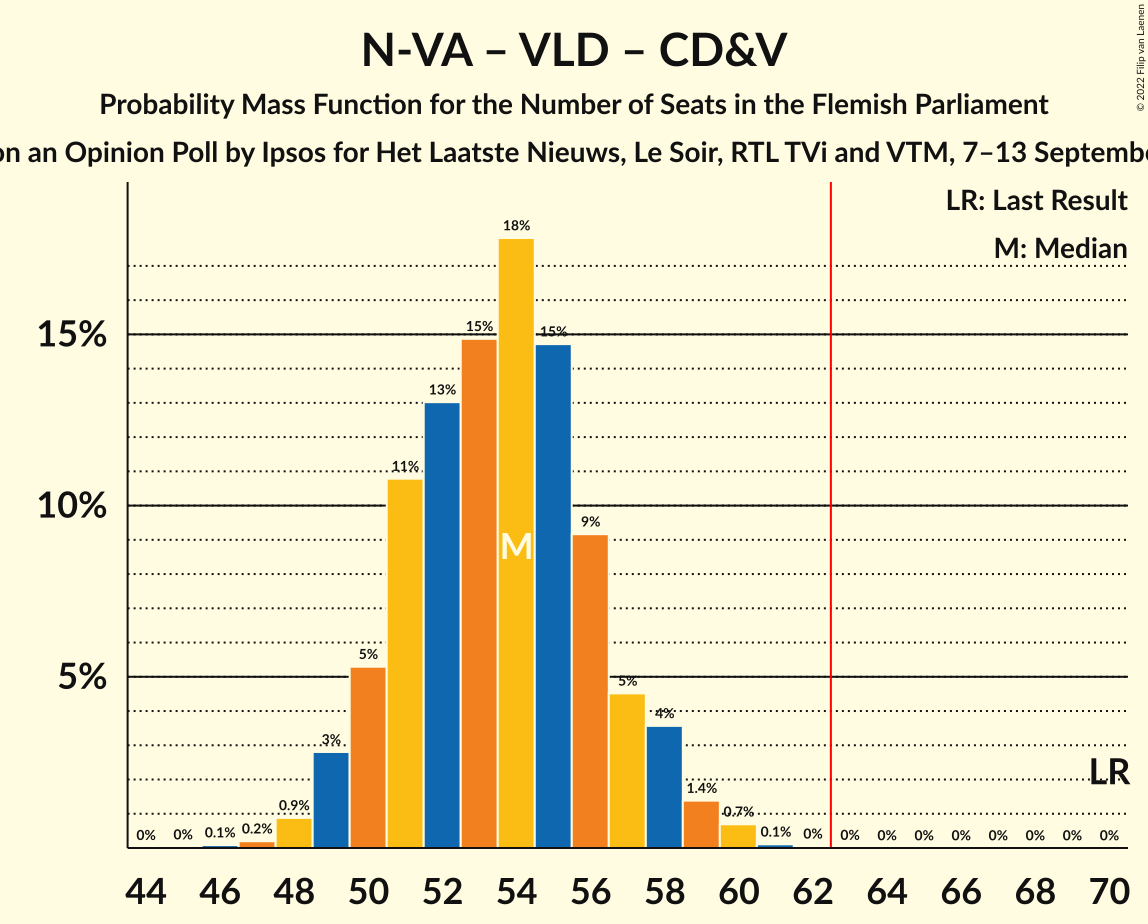 N-VA – VLD – CD&V
Probability Mass Function for the Number of Seats in the Flemish Parliament
on an Opinion Poll by Ipsos for Het Laatste Nieuws, Le Soir, RTL TVi and VTM, 7–13
© 2022 Filip van Laenen
LR: Last Result
M: Median
15%
10%
5%
0% 0% 0.1% 0.2% 0.9% 3% 5% 11% 13% 15% 18% 15% 9% 5% 4% 1.4% 0.7% 0.1% 0% 0% 0% 0% 0% 0% 0% 0% 0%
M
LR
44 46 48 50 52 54 56 58 60 62 64 66 68 70